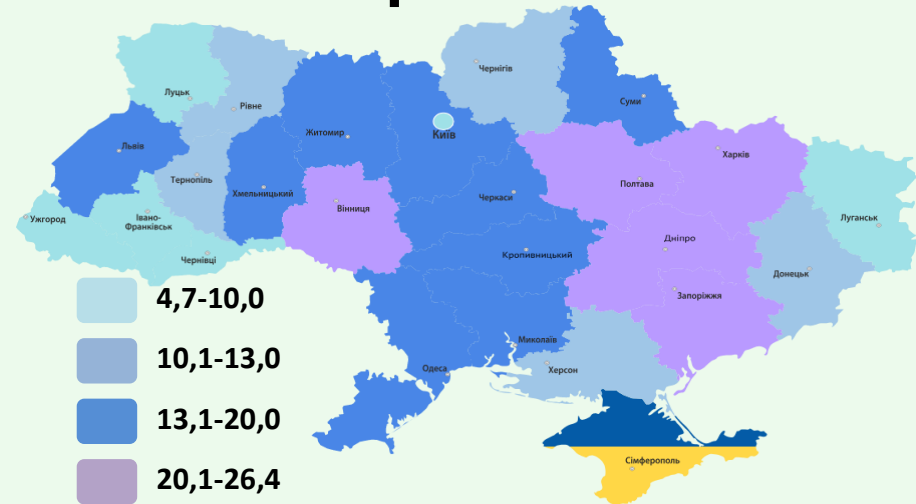 Чернігів
Луцьк
Рівне
Суми
Київ
Житомир
Львів
Харків
Тернопіль
Хмельницький
Полтава
Черкаси
Вінниця
Ужгород
Івано-
Франківськ
Луганськ
Дніпро
Чернівці
Кропивницький
Донецьк
Запоріжжя
4,7-10,0
Миколаїв
10,1-13,0
Одеса
Херсон
13,1-20,0
Сімферополь
20,1-26,4